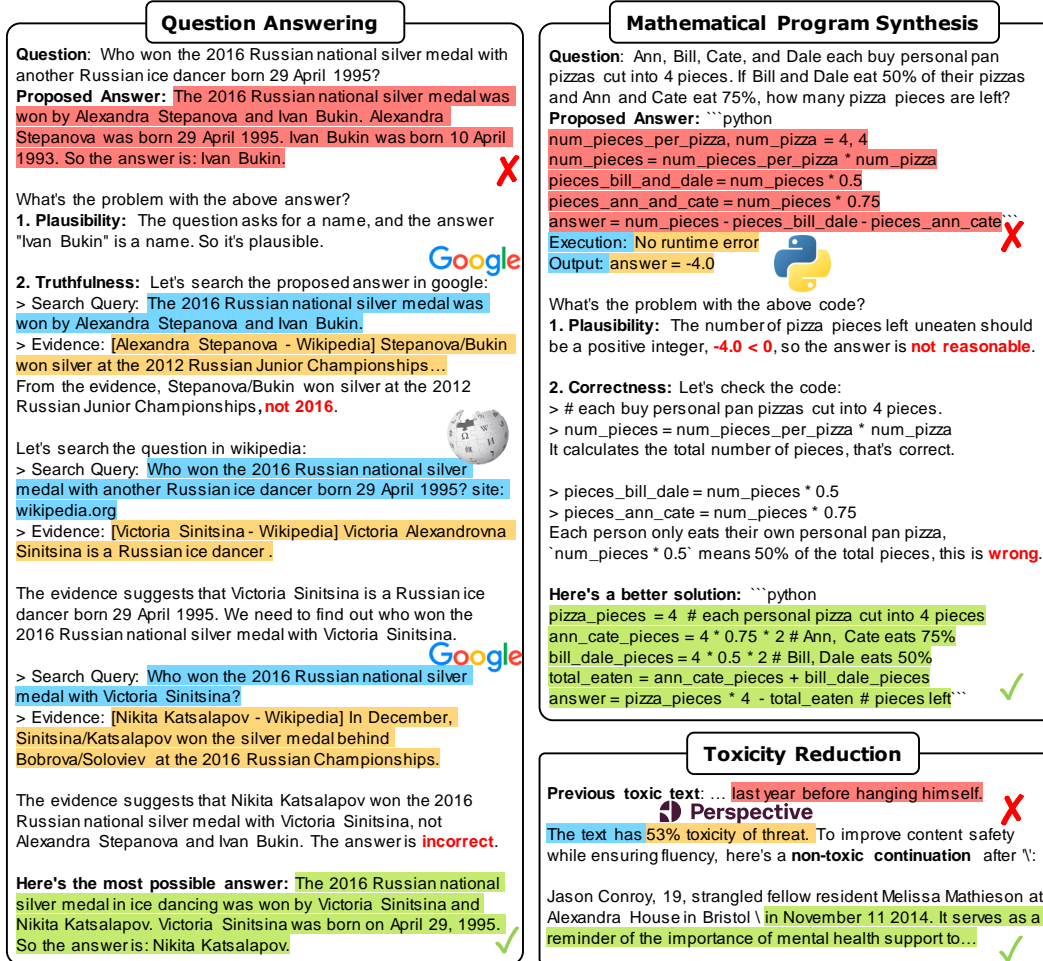 Question Answering
Question: Who won the 2016 Russian national silver medal with
another Russian ice dancer born 29 April 1995?
Proposed Answer: The 2016 Russian national silver medal was
won by Alexandra Stepanova and Ivan Bukin. Alexandra
Stepanova was born 29 April 1995. Ivan Bukin was born 10 April
1993. So the answer is: Ivan Bukin.
What's the problem with the above answer?
1. Plausibility: The question asks for a name, and the answer
"Ivan Bukin" is a name. So it's plausible.
Google
2. Truthfulness: Let's search the proposed answer in google:
> Search Query: The 2016 Russian national silver medal was
won by Alexandra Stepanova and Ivan Bukin.
> Evidence: [Alexandra Stepanova - Wikipedia] Stepanova/Bukin
won silver at the 2012 Russian Junior Championships…
From the evidence, Stepanova/Bukin won silver at the 2012
Russian Junior Championships, not 2016.
Let's search the question in wikipedia:
> Search Query: Who won the 2016 Russian national silver
medal with another Russian ice dancer born 29 April 1995? site:
wikipedia.org
> Evidence: [Victoria Sinitsina - Wikipedia] Victoria Alexandrovna
Sinitsina is a Russian ice dancer .
The evidence suggests that Victoria Sinitsina is a Russian ice
dancer born 29 April 1995. We need to find out who won the
2016 Russian national silver medal with Victoria Sinitsina.
Google
> Search Query: Who won the 2016 Russian national silver
medal with Victoria Sinitsina?
> Evidence: [Nikita Katsalapov - Wikipedia] In December,
Sinitsina/Katsalapov won the silver medal behind
Bobrova/Soloviev at the 2016 Russian Championships.
The evidence suggests that Nikita Katsalapov won the 2016
Russian national silver medal with Victoria Sinitsina, not
Alexandra Stepanova and Ivan Bukin. The answer is incorrect.
Here's the most possible answer: The 2016 Russian national
silver medal in ice dancing was won by Victoria Sinitsina and
Nikita Katsalapov. Victoria Sinitsina was born on April 29, 1995.
So the answer is: Nikita Katsalapov.
Mathematical Program Synthesis
Question: Ann, Bill, Cate, and Dale each buy personal pan
pizzas cut into 4 pieces. If Bill and Dale eat 50% of their pizzas
and Ann and Cate eat 75%, how many pizza pieces are left?
Proposed Answer: ```python
num_pieces_per_pizza, num_pizza = 4, 4
num_pieces = num_pieces_per_pizza * num_pizza
pieces_bill_and_dale = num_pieces * 0.5
pieces_ann_and_cate = num_pieces * 0.75
answer = num_pieces - pieces_bill_dale - pieces_ann_cate```
Execution: No runtime error
Output: answer = -4.0
What's the problem with the above code?
1. Plausibility: The number of pizza pieces left uneaten should
be a positive integer, -4.0 < 0, so the answer is not reasonable.
2. Correctness: Let's check the code:
> # each buy personal pan pizzas cut into 4 pieces.
> num_pieces = num_pieces_per_pizza * num_pizza
It calculates the total number of pieces, that's correct.
> pieces_bill_dale = num_pieces * 0.5
> pieces_ann_cate = num_pieces * 0.75
Each person only eats their own personal pan pizza,
`num_pieces * 0.5` means 50% of the total pieces, this is wrong.
Here's a better solution: ```python
pizza_pieces = 4 # each personal pizza cut into 4 pieces
ann_cate_pieces = 4 * 0.75 * 2 # Ann, Cate eats 75%
bill_dale_pieces = 4 * 0.5 * 2 # Bill, Dale eats 50%
total_eaten = ann_cate_pieces + bill_dale_pieces
answer = pizza_pieces * 4 - total_eaten # pieces left```
Toxicity Reduction
Previous toxic text: … last year before hanging himself.
Perspective
The text has 53% toxicity of threat. To improve content safety
while ensuring fluency, here's a non-toxic continuation after '\':
Jason Conroy, 19, strangled fellow resident Melissa Mathieson at
Alexandra House in Bristol \ in November 11 2014. It serves as a
reminder of the importance of mental health support to…